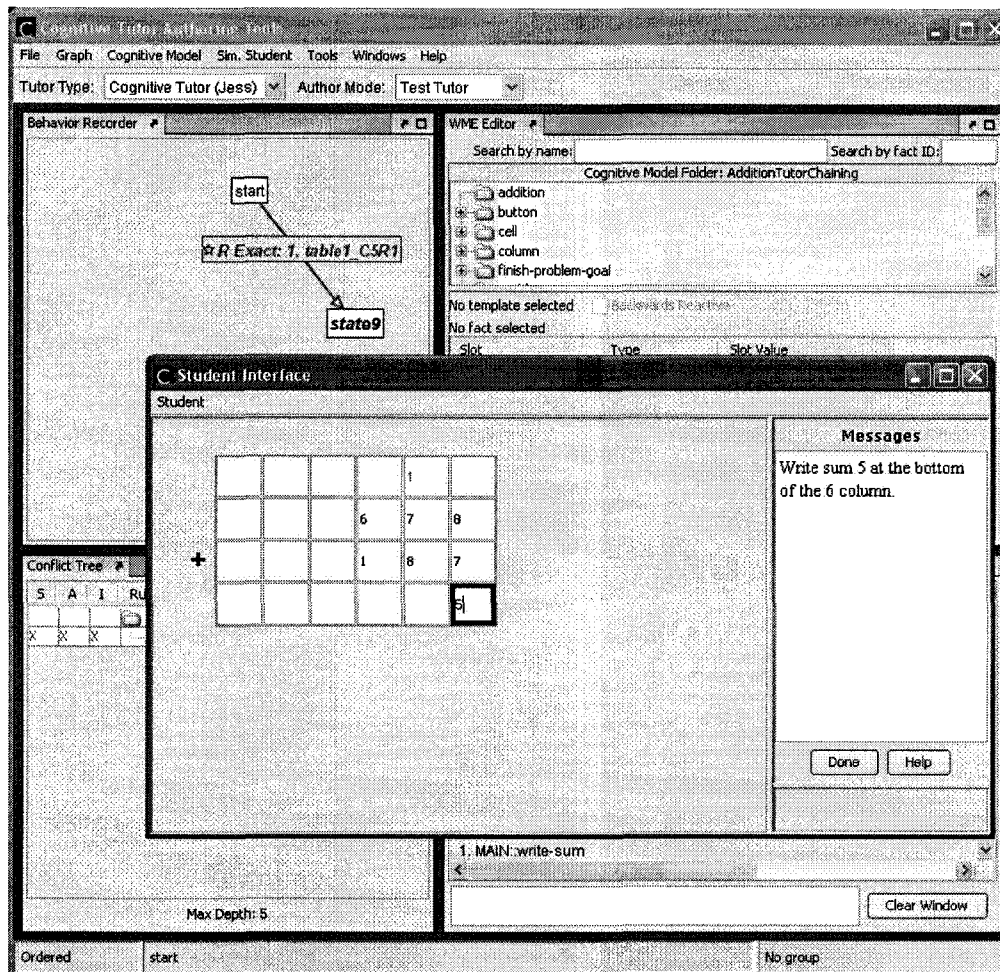 Cognitive Tutor Authoring Tools
File Graph Cognitive Model Sim. Student Tools Windows Help
Tutor Type: Cognitive Tutor (Jess) Author Mode: Test Tutor
Behavior Recorder
start
R Exact: 1, table1_C5R1
state9
WME Editor
Search by name: Search by fact ID:
Cognitive Model Folder: AdditionTutorChaining
addition
button
cell
column
finish-problem-goal
No template selected Backwards Reactive
No fact selected
Slot Type Slot Value
Conflict Tree
S A I Ru
X X X
Max Depth: 5
Student Interface
Student
1
6 7 8
+ 1 8 7
5
Messages
Write sum 5 at the bottom
of the 6 column.
Done Help
1. MAIN::write-sum
Clear Window
Ordered start No group